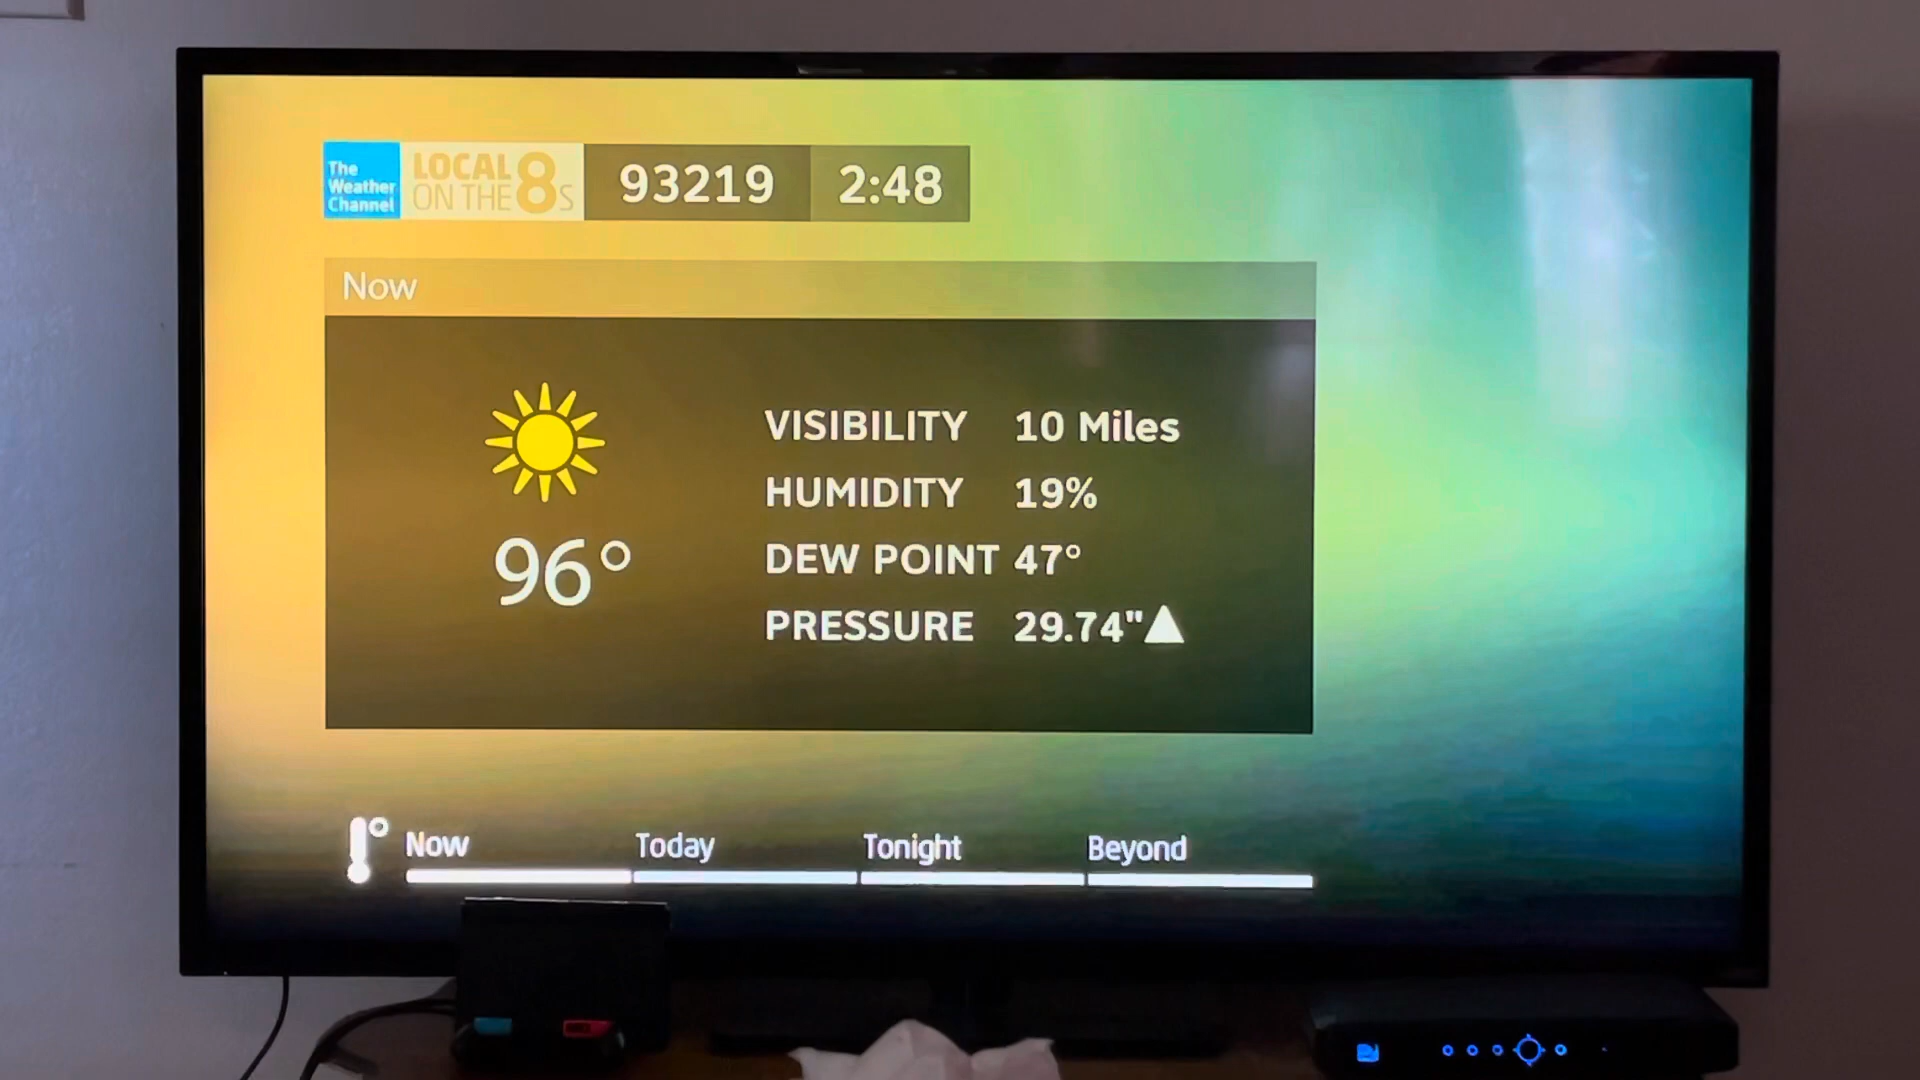 The Weather Channel
LOCAL ON THE 8s
93219
2:48
Now
96°
VISIBILITY 10 Miles
HUMIDITY 19%
DEW POINT 47°
PRESSURE 29.74"▲
Now
Today
Tonight
Beyond